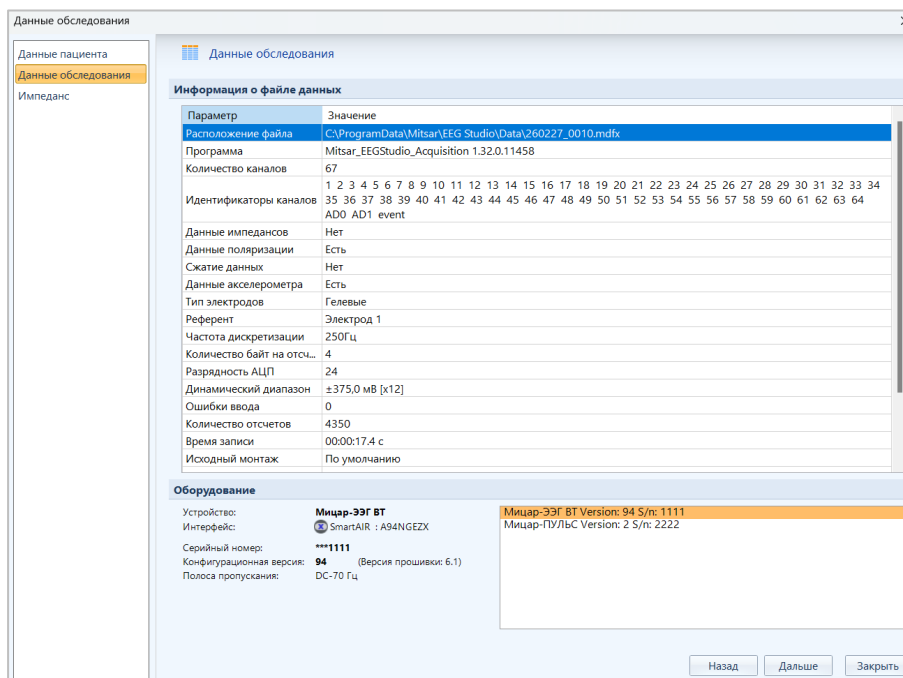 Данные обследования
Данные пациента
Данные обследования
Импеданс
Данные обследования
Информация о файле данных
Параметр Значение
Расположение файла C:\ProgramData\Mitsar\EEG Studio\Data\260227_0010.mdfx
Программа Mitsar_EEGStudio_Acquisition 1.32.0.11458
Количество каналов 67
1 2 3 4 5 6 7 8 9 10 11 12 13 14 15 16 17 18 19 20 21 22 23 24 25 26 27 28 29 30 31 32 33 34
Идентификаторы каналов 35 36 37 38 39 40 41 42 43 44 45 46 47 48 49 50 51 52 53 54 55 56 57 58 59 60 61 62 63 64
AD0 AD1 event
Данные импедансов Нет
Данные поляризации Есть
Сжатие данных Нет
Данные акселерометра Есть
Тип электродов Гелевые
Референт Электрод 1
Частота дискретизации 250Гц
Количество байт на отсч... 4
Разрядность АЦП 24
Динамический диапазон ±375,0 мВ [x12]
Ошибки ввода 0
Количество отсчетов 4350
Время записи 00:00:17.4 с
Исходный монтаж По умолчанию
Оборудование
Устройство: Мицар-ЭЭГ BT
Интерфейс: SmartAIR : A94NGEZX
Серийный номер: ***1111
Конфигурационная версия: 94 (Версия прошивки: 6.1)
Полоса пропускания: DC-70 Гц
Мицар-ЭЭГ BT Version: 94 S/n: 1111
Мицар-ПУЛЬС Version: 2 S/n: 2222
Назад Дальше Закрыть